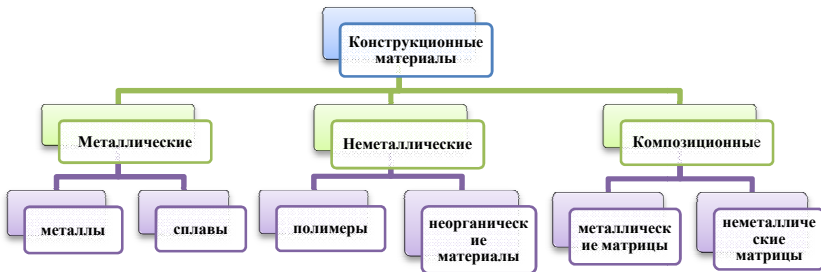 Конструкционные
материалы
Металлические
Неметаллические
Композиционные
металлы
сплавы
полимеры
неорганическ
ие
материалы
металлическ
ие матрицы
неметалличе
ские
матрицы